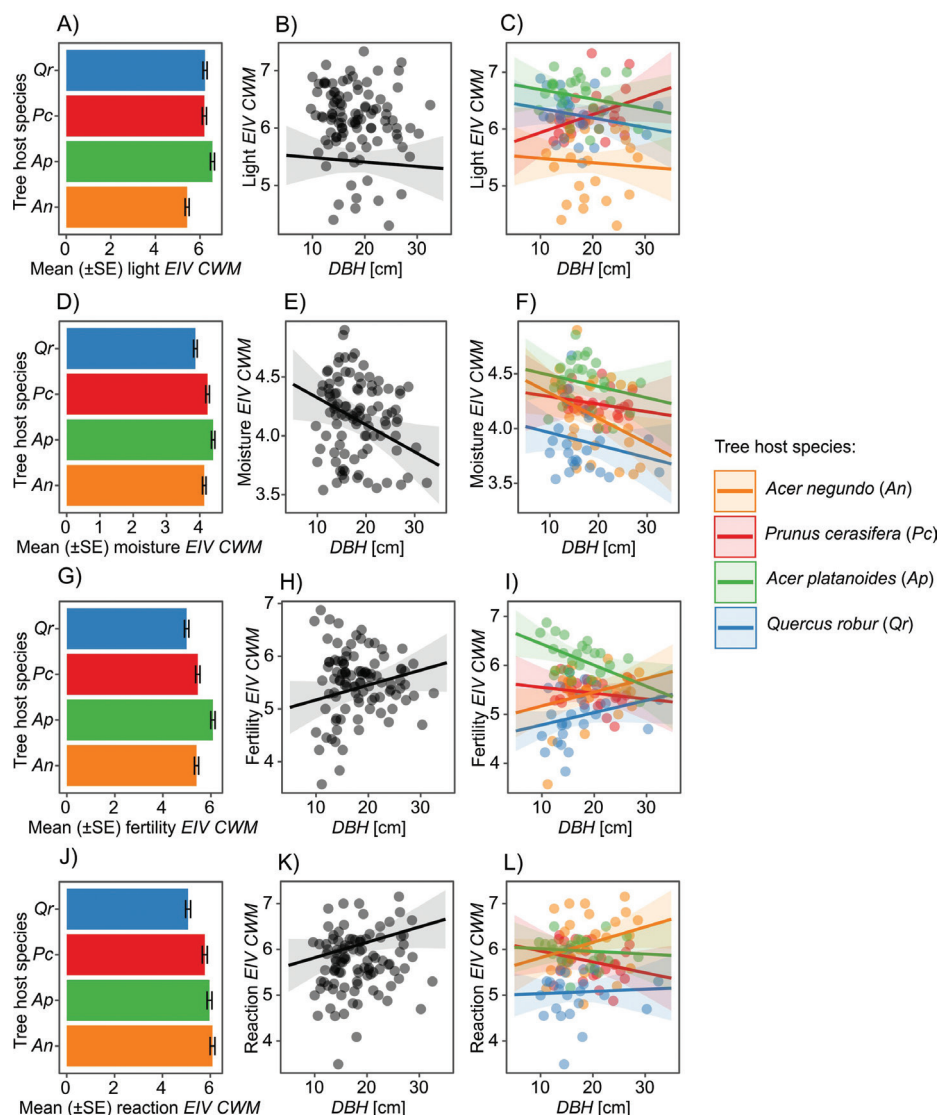 A)
Tree host species
Qr
Pc
Ap
An
0 2 4 6
Mean (±SE) light EIV CWM
B)
Light EIV CWM
7
6
5
10 20 30
DBH [cm]
C)
Light EIV CWM
7
6
5
10 20 30
DBH [cm]
D)
Tree host species
Qr
Pc
Ap
An
0 1 2 3 4
Mean (±SE) moisture EIV CWM
E)
Moisture EIV CWM
4.5
4.0
3.5
10 20 30
DBH [cm]
F)
Moisture EIV CWM
4.5
4.0
3.5
10 20 30
DBH [cm]
G)
Tree host species
Qr
Pc
Ap
An
0 2 4 6
Mean (±SE) fertility EIV CWM
H)
Fertility EIV CWM
7
6
5
4
10 20 30
DBH [cm]
I)
Fertility EIV CWM
7
6
5
4
10 20 30
DBH [cm]
J)
Tree host species
Qr
Pc
Ap
An
0 2 4 6
Mean (±SE) reaction EIV CWM
K)
Reaction EIV CWM
7
6
5
4
10 20 30
DBH [cm]
L)
Reaction EIV CWM
7
6
5
4
10 20 30
DBH [cm]
Tree host species:
Acer negundo (An)
Prunus cerasifera (Pc)
Acer platanoides (Ap)
Quercus robur (Qr)